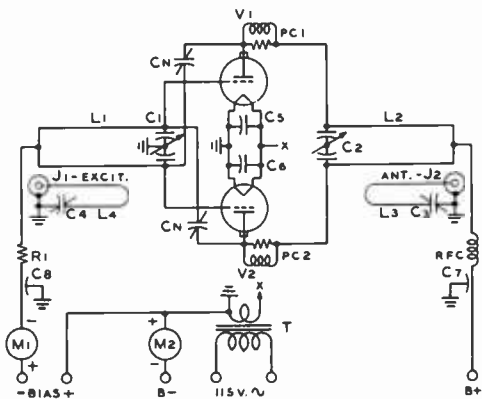 V1
PC1
CN
L1
C1
C5
L2
X
C2
C6
J1-EXCIT.
ANT.-J2
C4
L4
CN
L3
C3
R1
V2
PC2
RFC
C8
C7
X
T
-
+
M1
M2
+
-
-BIAS+
B-
115V.∿
B+